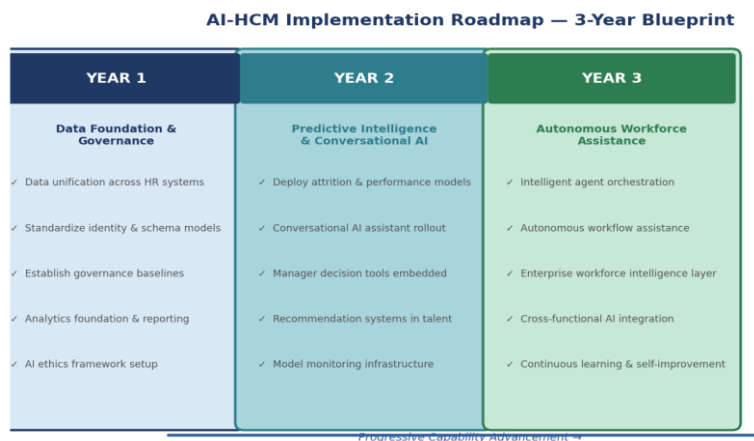 AI-HCM Implementation Roadmap — 3-Year Blueprint
YEAR 1
Data Foundation &
Governance
✓ Data unification across HR systems
✓ Standardize identity & schema models
✓ Establish governance baselines
✓ Analytics foundation & reporting
✓ AI ethics framework setup
YEAR 2
Predictive Intelligence
& Conversational AI
✓ Deploy attrition & performance models
✓ Conversational AI assistant rollout
✓ Manager decision tools embedded
✓ Recommendation systems in talent
✓ Model monitoring infrastructure
YEAR 3
Autonomous Workforce
Assistance
✓ Intelligent agent orchestration
✓ Autonomous workflow assistance
✓ Enterprise workforce intelligence layer
✓ Cross-functional AI integration
✓ Continuous learning & self-improvement
Progressive Capability Advancement →